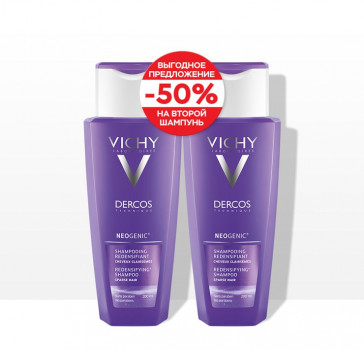 ВЫГОДНОЕ
ПРЕДЛОЖЕНИЕ
-50%
НА ВТОРОЙ
ШАМПУНЬ
VICHY
LABORATOIRES
DERCOS
TECHNIQUE
NEOGENIC
SHAMPOOING
REDENSIFIANT
CHEVEUX CLAIRSEMÉS
REDENSIFYING
SHAMPOO
SPARSE HAIR
VICHY
LABORATOIRES
DERCOS
TECHNIQUE
NEOGENIC
SHAMPOOING
REDENSIFIANT
CHEVEUX CLAIRSEMÉS
REDENSIFYING
SHAMPOO
SPARSE HAIR